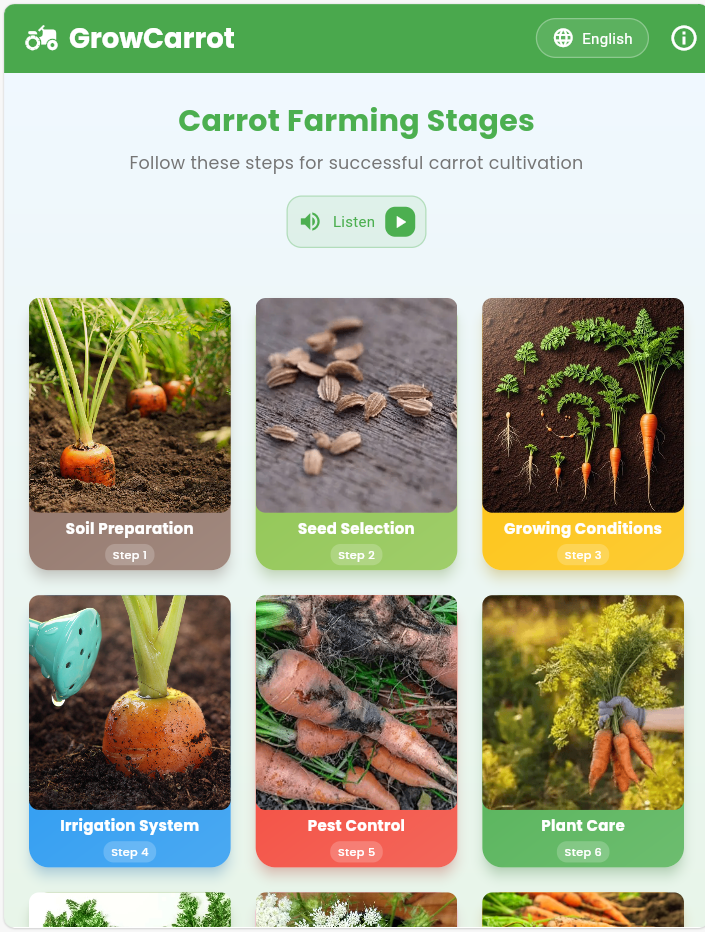 GrowCarrot
English
Carrot Farming Stages
Follow these steps for successful carrot cultivation
Listen
Soil Preparation
Step 1
Seed Selection
Step 2
Growing Conditions
Step 3
Irrigation System
Step 4
Pest Control
Step 5
Plant Care
Step 6